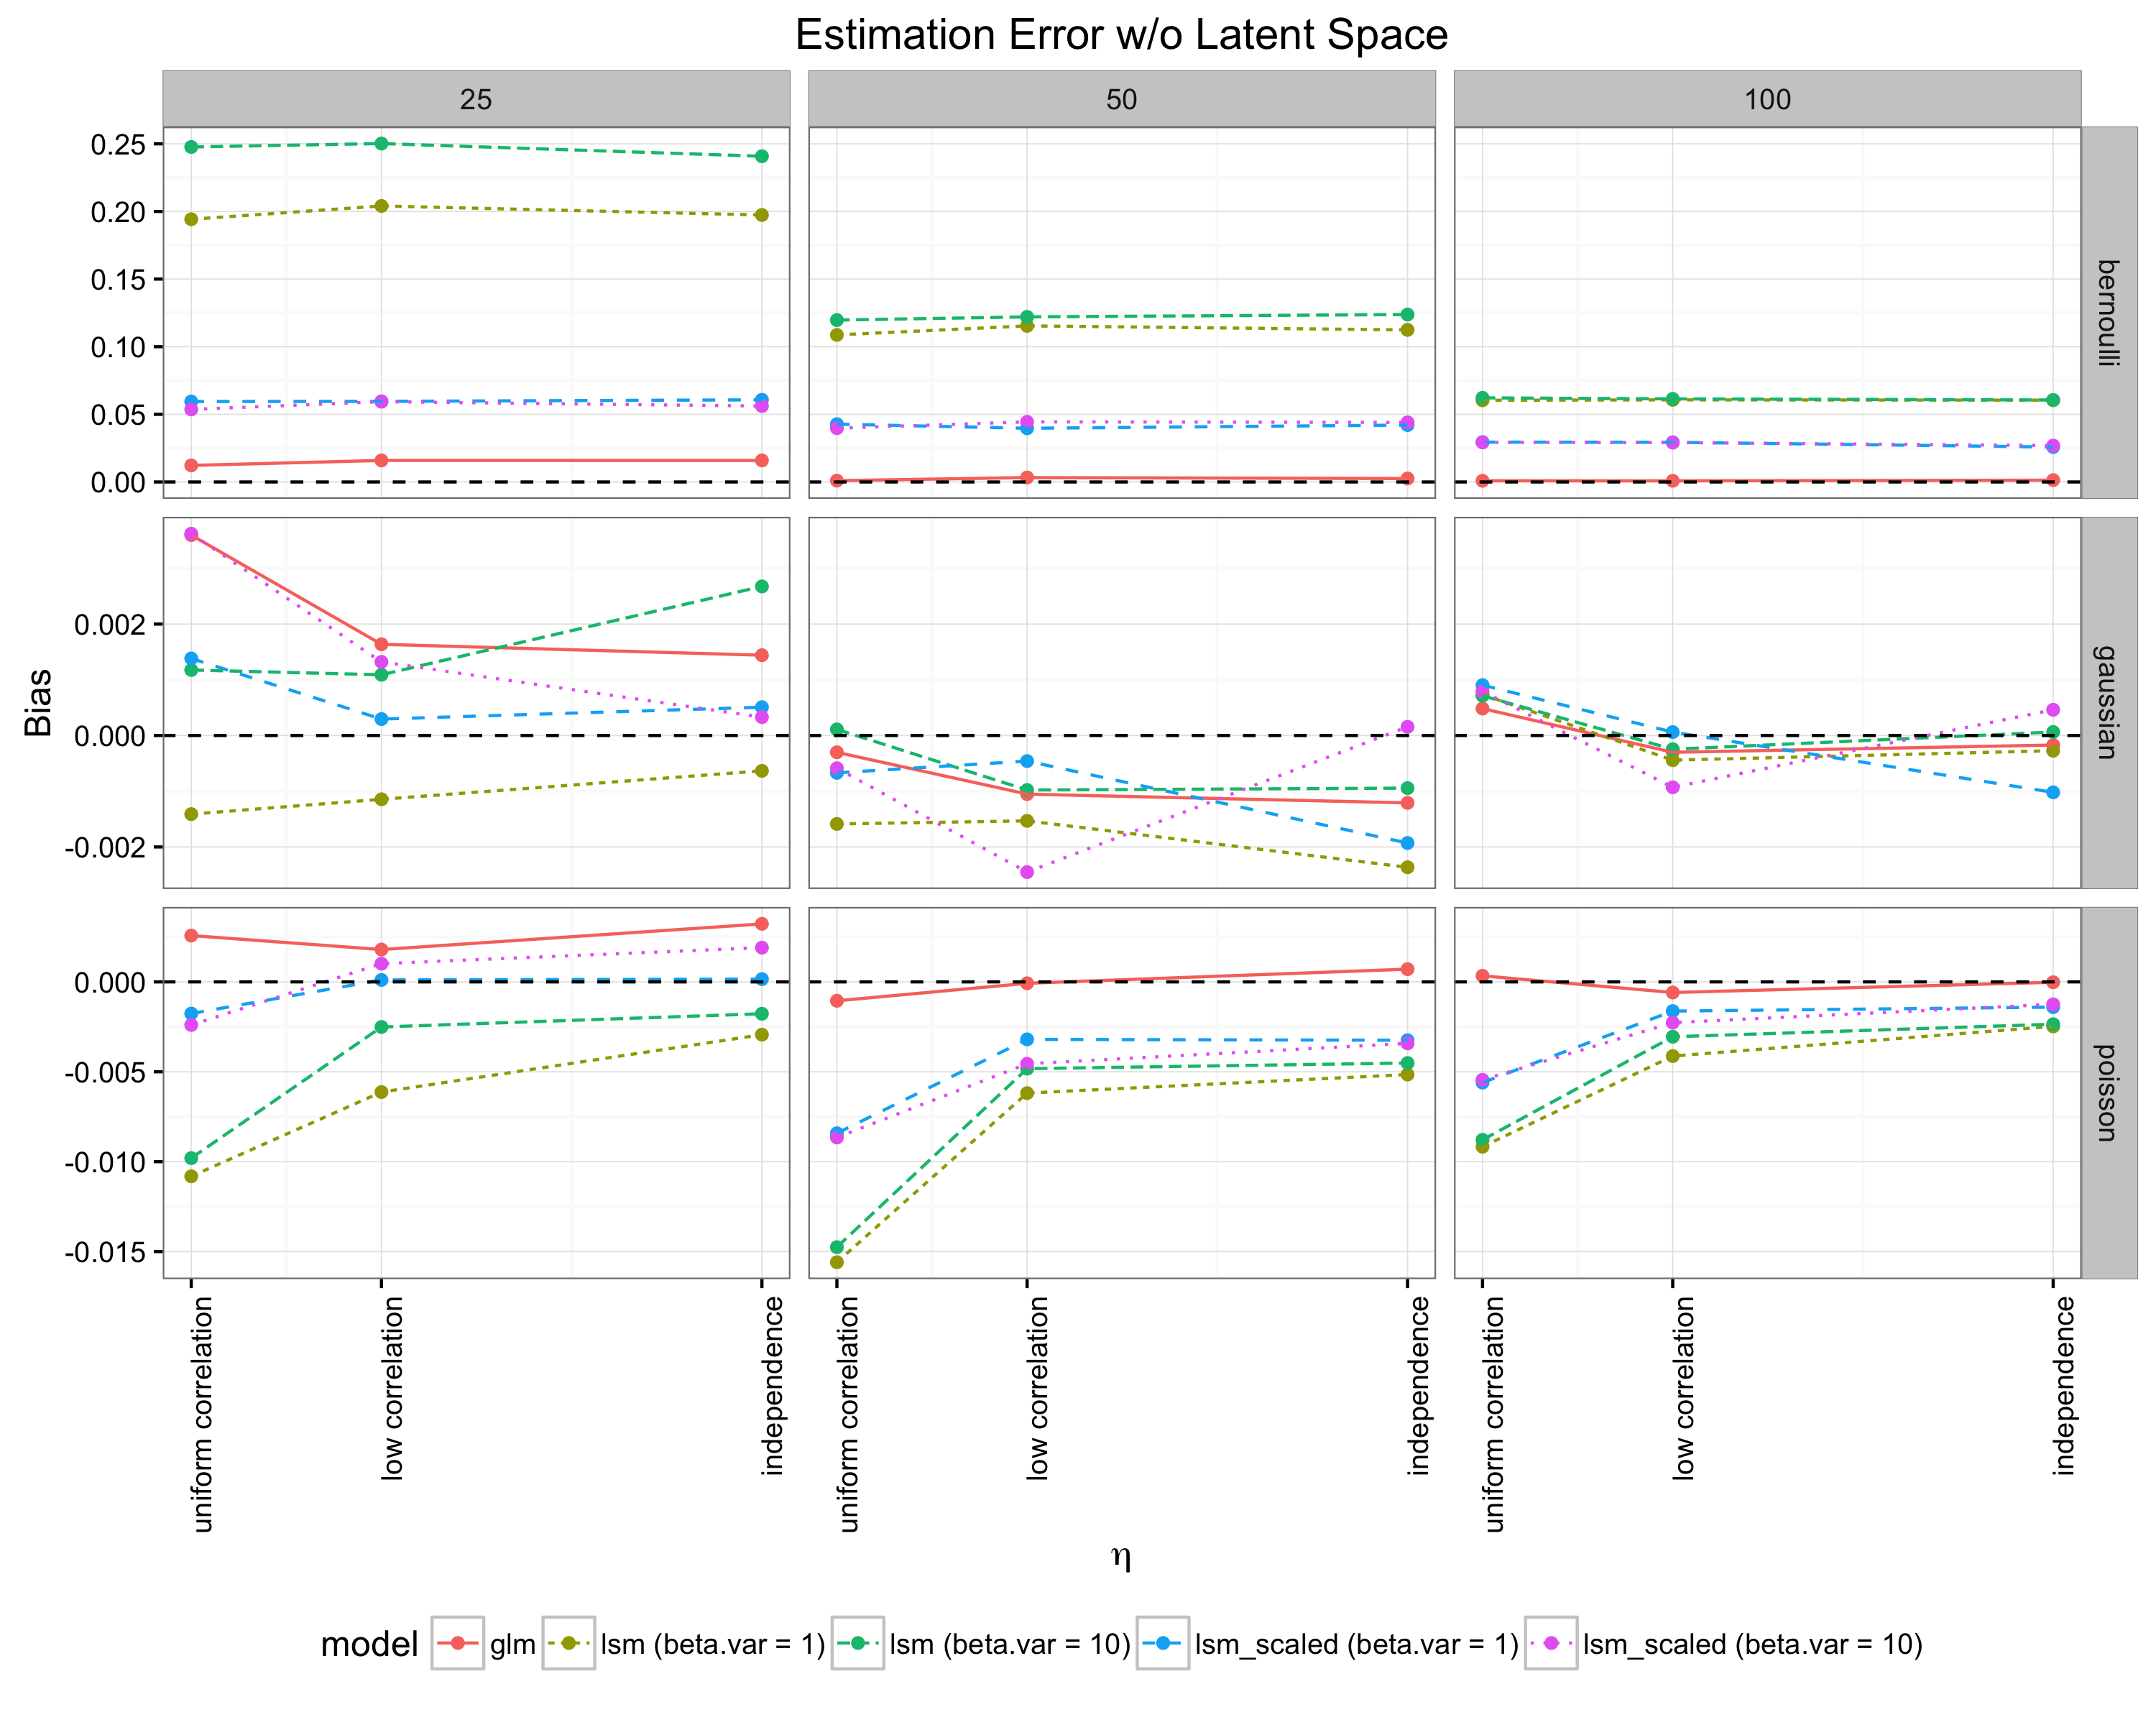 Estimation Error w/o Latent Space
25 50 100
0.25
0.20
0.15
0.10
0.05
0.00
bernoulli
0.002
0.000
-0.002
gaussian
Bias
0.000
-0.005
-0.010
-0.015
poisson
uniform correlation low correlation independence uniform correlation low correlation independence uniform correlation low correlation independence
η
model glm lsm (beta.var = 1) lsm (beta.var = 10) lsm_scaled (beta.var = 1) lsm_scaled (beta.var = 10)